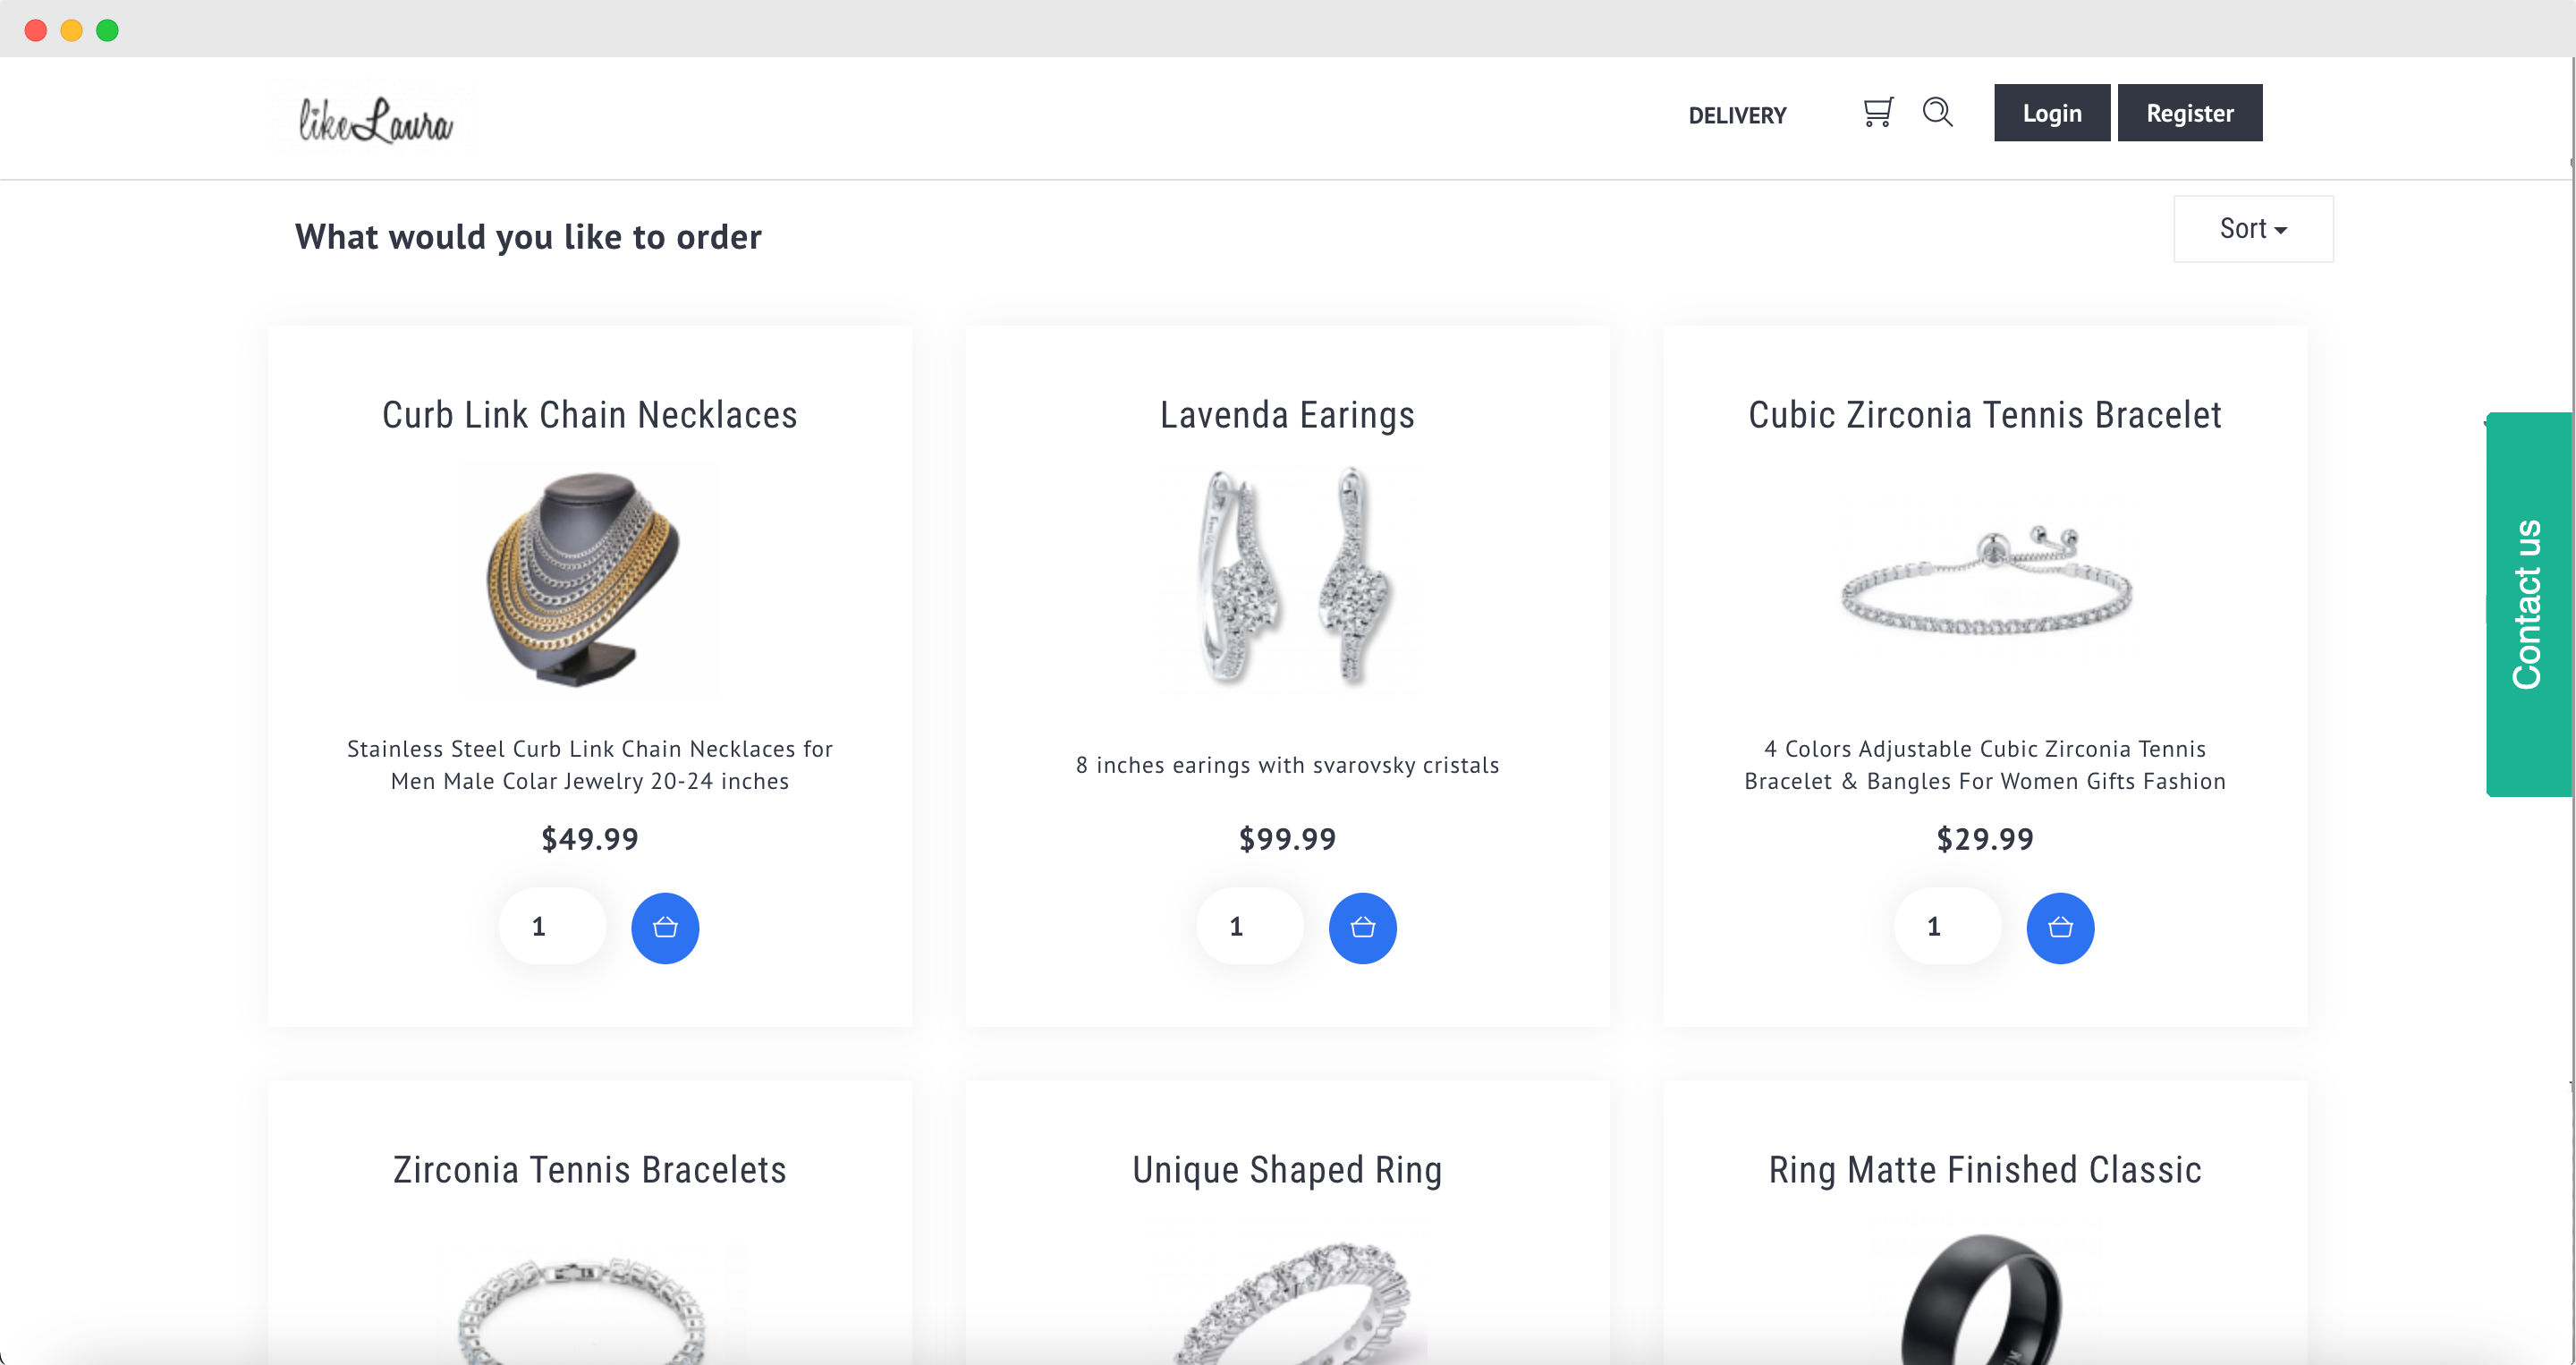 likeLaura
DELIVERY
Login
Register
What would you like to order
Sort
Curb Link Chain Necklaces
Lavenda Earings
Cubic Zirconia Tennis Bracelet
Stainless Steel Curb Link Chain Necklaces for
Men Male Colar Jewelry 20-24 inches
8 inches earings with svarovsky cristals
4 Colors Adjustable Cubic Zirconia Tennis
Bracelet & Bangles For Women Gifts Fashion
$49.99
$99.99
$29.99
1
1
1
Contact us
Zirconia Tennis Bracelets
Unique Shaped Ring
Ring Matte Finished Classic